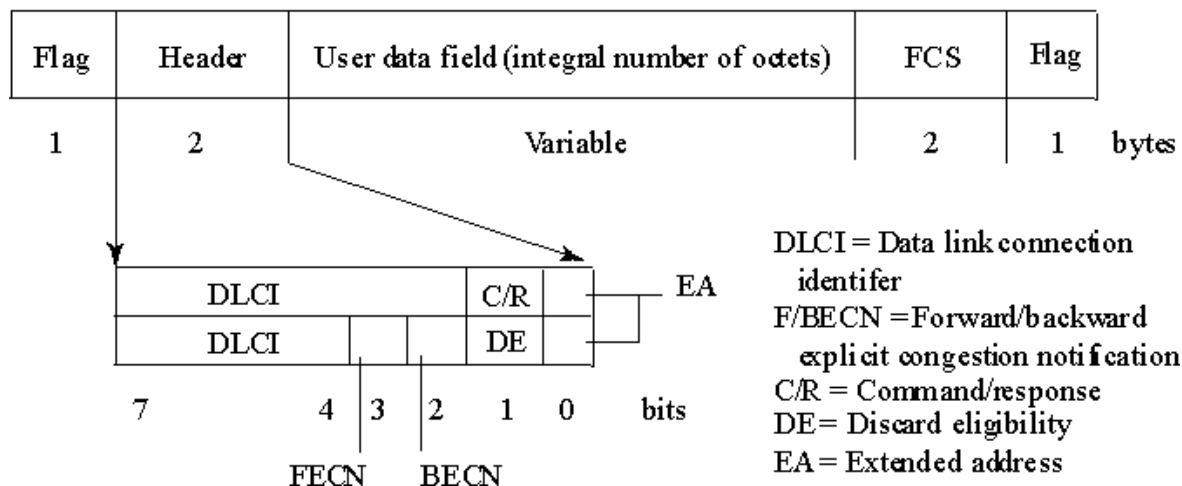 Flag Header User data field (integral number of octets) FCS Flag
1 2 Variable 2 1 bytes
DLCI C/R EA
DLCI DE
7 4 3 2 1 0 bits
FECN BECN
DLCI = Data link connection
identifer
F/BECN =Forward/backward
explicit congestion notification
C/R = Command/response
DE= Discard eligibility
EA = Extended address